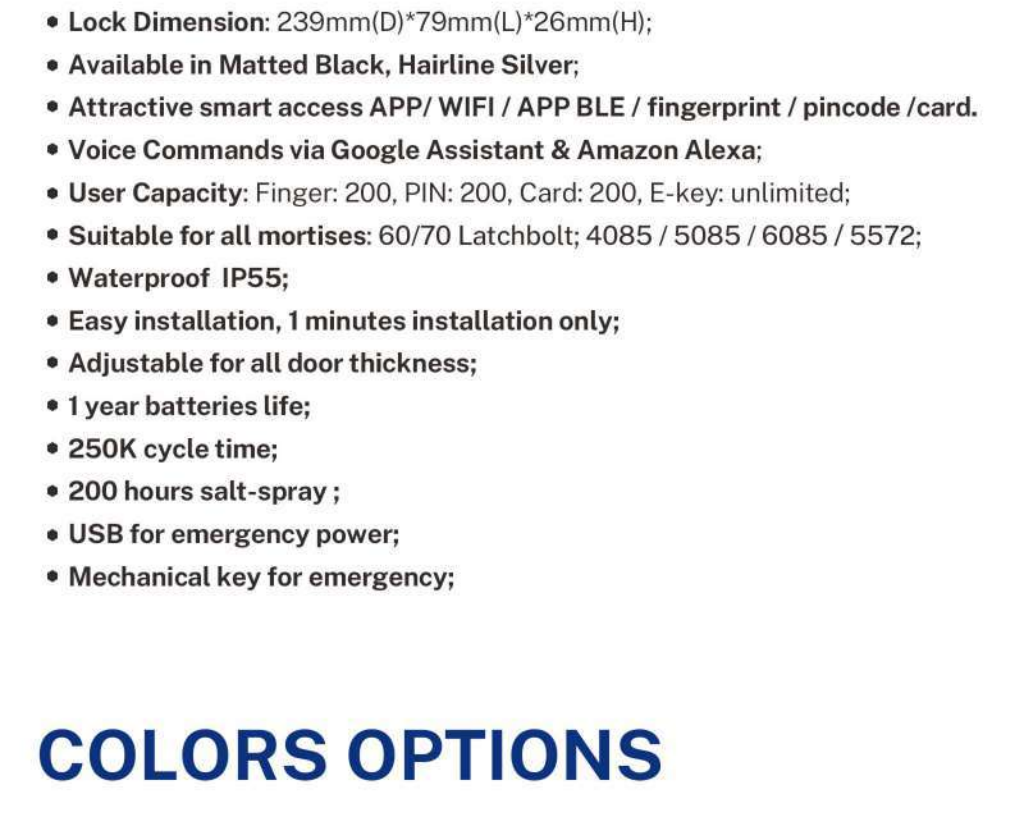 • Lock Dimension: 239mm(D)*79mm(L)*26mm(H);
• Available in Matted Black, Hairline Silver;
• Attractive smart access APP/ WIFI / APP BLE / fingerprint / pincode /card.
• Voice Commands via Google Assistant & Amazon Alexa;
• User Capacity: Finger: 200, PIN: 200, Card: 200, E-key: unlimited;
• Suitable for all mortises: 60/70 Latchbolt; 4085 / 5085 / 6085 / 5572;
• Waterproof  IP55;
• Easy installation, 1 minutes installation only;
• Adjustable for all door thickness;
• 1 year batteries life;
• 250K cycle time;
• 200 hours salt-spray ;
• USB for emergency power;
• Mechanical key for emergency;
COLORS OPTIONS